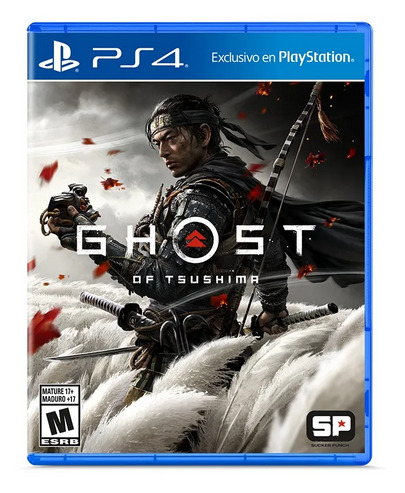 PS4
Exclusivo en PlayStation®
GHOST
OF TSUSHIMA
MATURE 17+
MADURO +17
M
ESRB
SP
SUCKER PUNCH